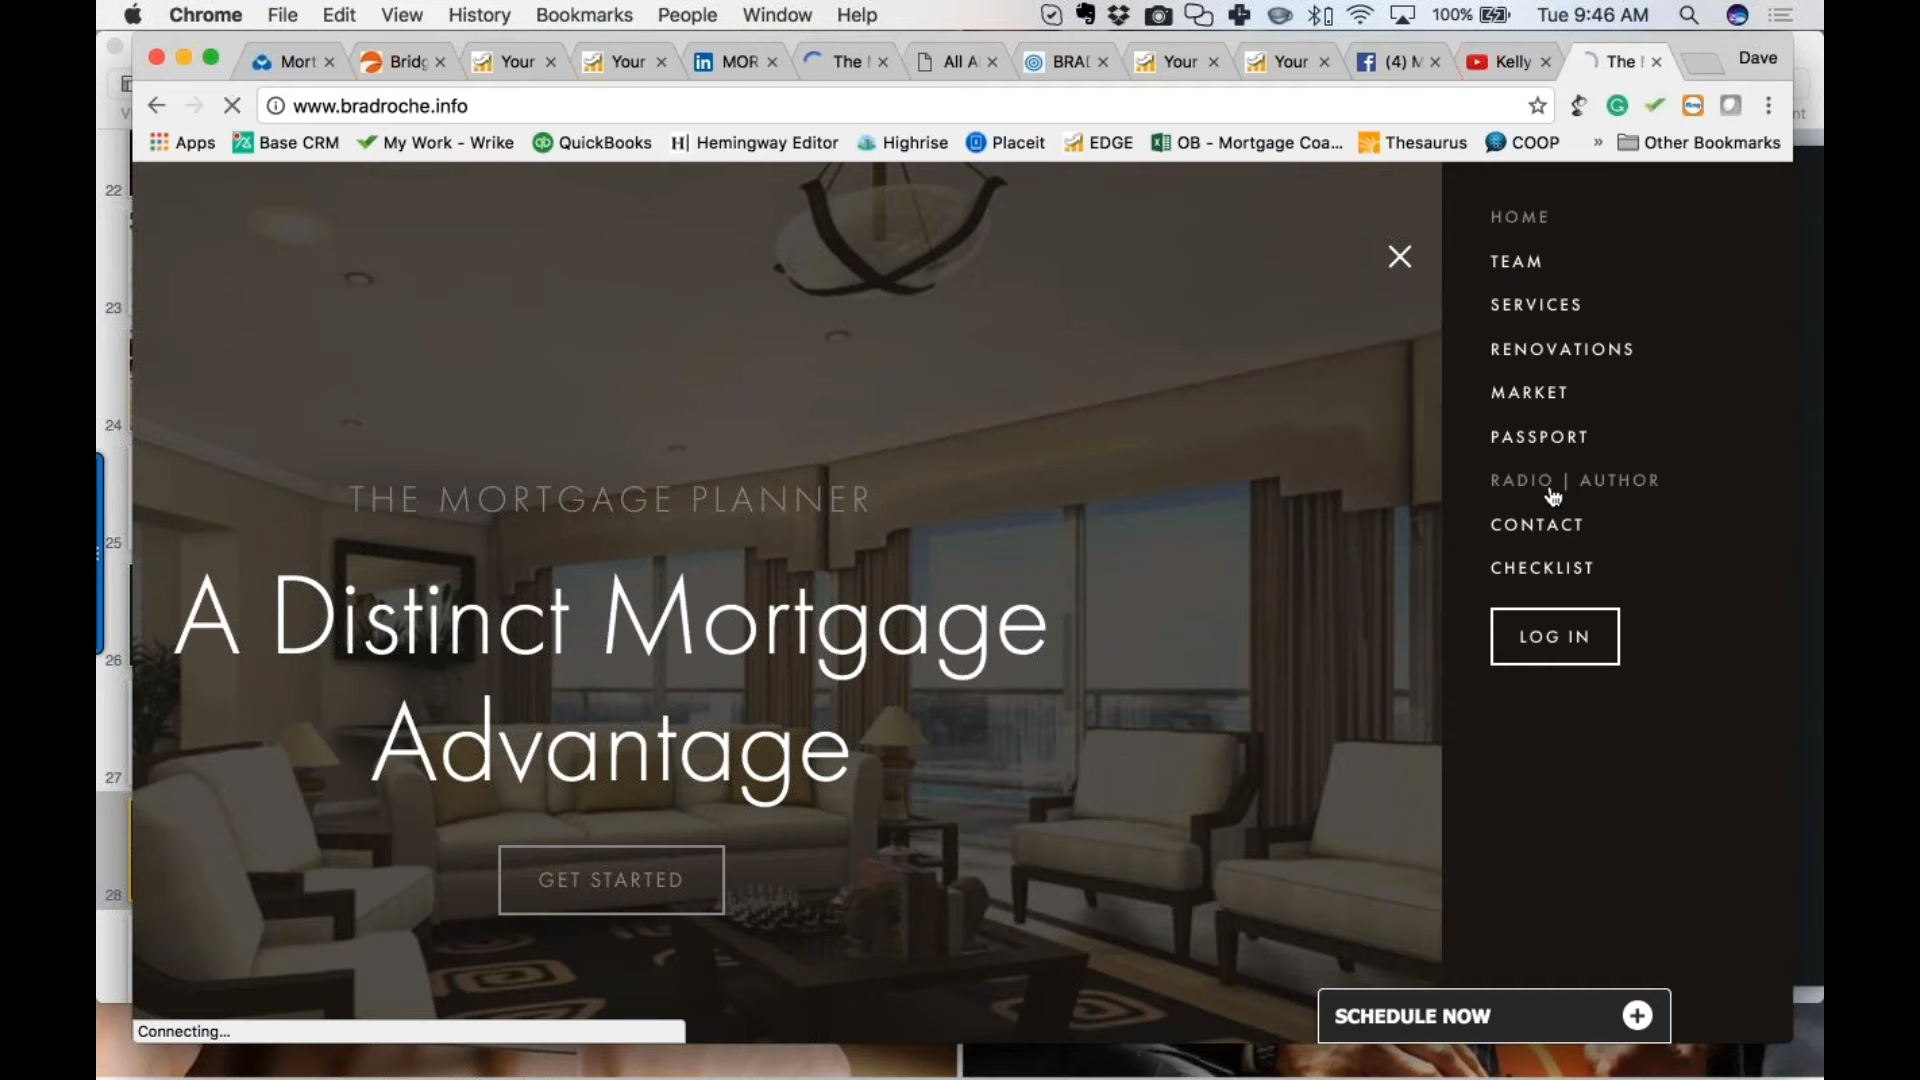 Chrome File Edit View History Bookmarks People Window Help 100% Tue 9:46 AM
Mort Bridg Your Your MOR The All A BRAD Your Your (4) M Kelly The Dave
www.bradroche.info
Apps Base CRM My Work - Wrike QuickBooks H| Hemingway Editor Highrise Placeit EDGE OB - Mortgage Coa... Thesaurus COOP » Other Bookmarks
22
23
24
25
26
27
28
HOME
TEAM
SERVICES
RENOVATIONS
MARKET
PASSPORT
RADIO | AUTHOR
CONTACT
CHECKLIST
LOG IN
THE MORTGAGE PLANNER
A Distinct Mortgage
Advantage
GET STARTED
SCHEDULE NOW
Connecting...